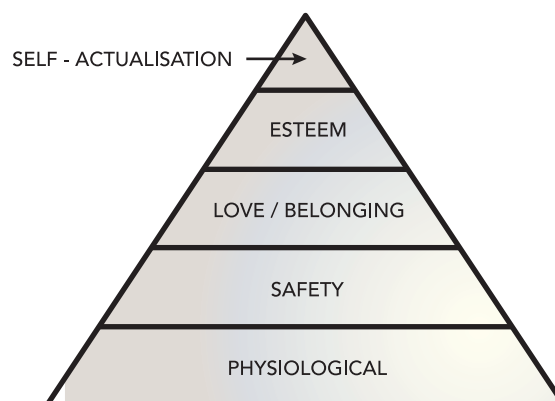 SELF - ACTUALISATION
ESTEEM
LOVE / BELONGING
SAFETY
PHYSIOLOGICAL